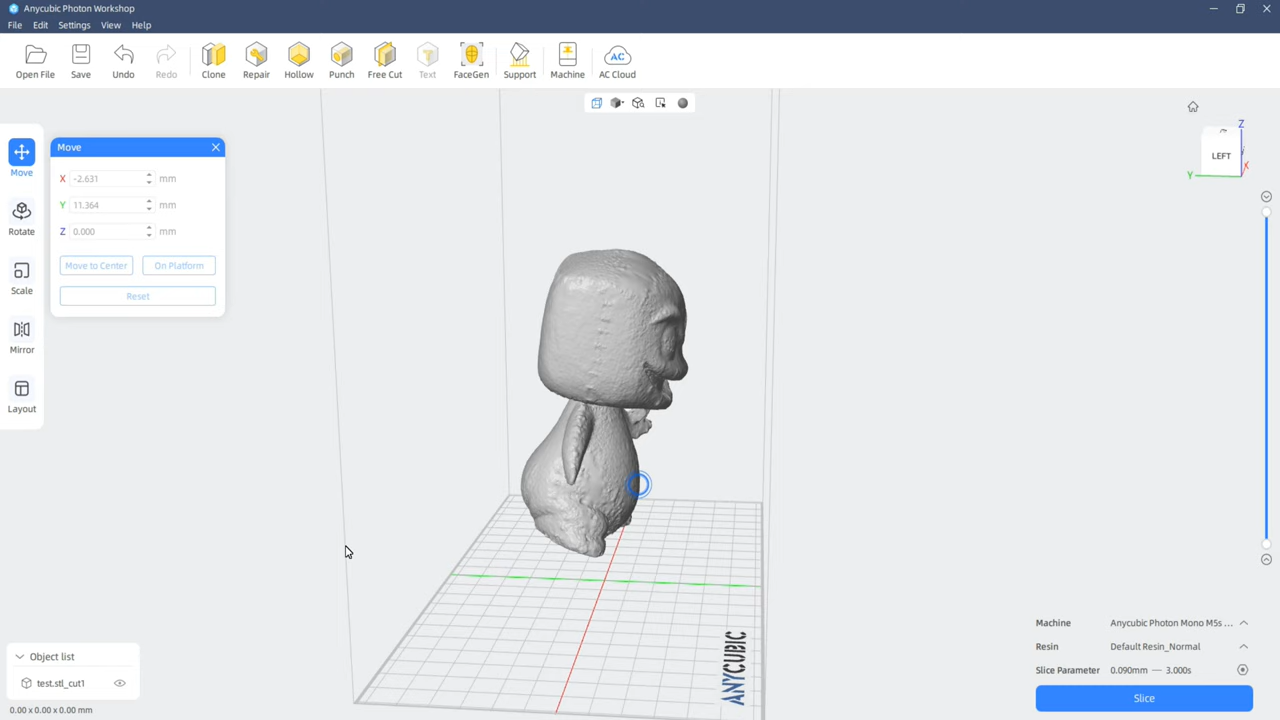 Anycubic Photon Workshop
File Edit Settings View Help
Open File Save Undo Redo Clone Repair Hollow Punch Free Cut Text FaceGen Support Machine AC Cloud
AC
Move
X -2.631 mm
Y 11.364 mm
Z 0.000 mm
Move to Center On Platform
Reset
Move
Rotate
Scale
Mirror
Layout
Z
LEFT
X
Y
ANYCUBIC
Object list
test.stl_cut1
0.00 x 0.00 x 0.00 mm
Machine Anycubic Photon Mono M5s ...
Resin Default Resin_Normal
Slice Parameter 0.090mm — 3.000s
Slice